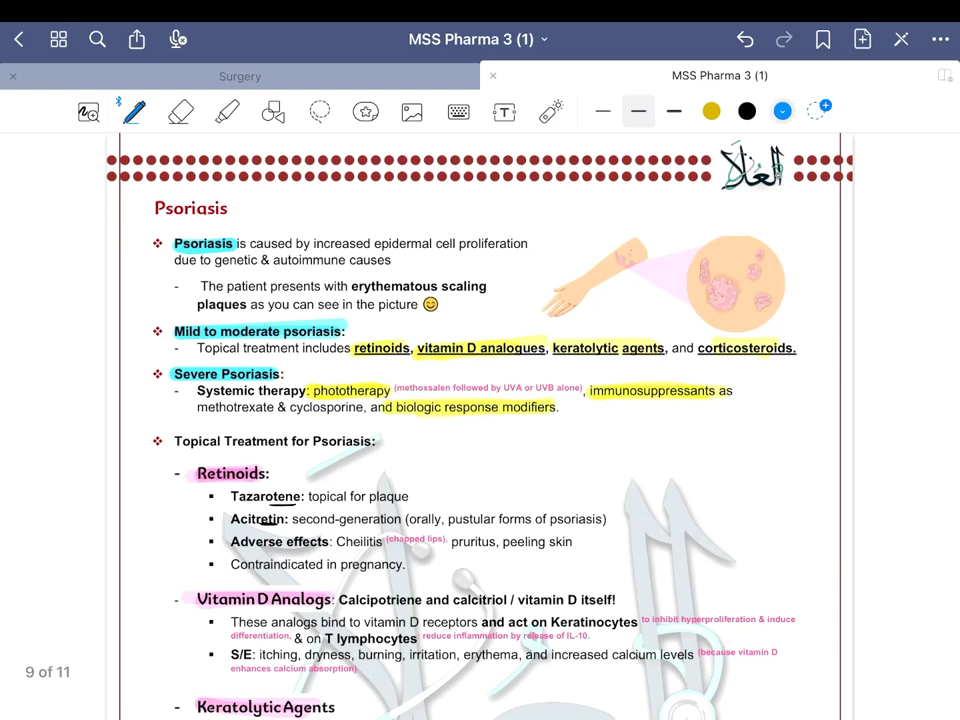 MSS Pharma 3 (1)
Surgery
MSS Pharma 3 (1)
العُلا
Psoriasis
❖ Psoriasis is caused by increased epidermal cell proliferation
due to genetic & autoimmune causes
- The patient presents with erythematous scaling
plaques as you can see in the picture 😊
❖ Mild to moderate psoriasis:
- Topical treatment includes retinoids, vitamin D analogues, keratolytic agents, and corticosteroids.
❖ Severe Psoriasis:
- Systemic therapy: phototherapy (methoxsalen followed by UVA or UVB alone), immunosuppressants as
methotrexate & cyclosporine, and biologic response modifiers.
❖ Topical Treatment for Psoriasis:
- Retinoids:
▪ Tazarotene: topical for plaque
▪ Acitretin: second-generation (orally, pustular forms of psoriasis)
▪ Adverse effects: Cheilitis (chapped lips), pruritus, peeling skin
▪ Contraindicated in pregnancy.
- Vitamin D Analogs: Calcipotriene and calcitriol / vitamin D itself!
▪ These analogs bind to vitamin D receptors and act on Keratinocytes to inhibit hyperproliferation & induce
differentiation, & on T lymphocytes reduce inflammation by release of IL-10.
▪ S/E: itching, dryness, burning, irritation, erythema, and increased calcium levels (because vitamin D
enhances calcium absorption)
9 of 11
- Keratolytic Agents